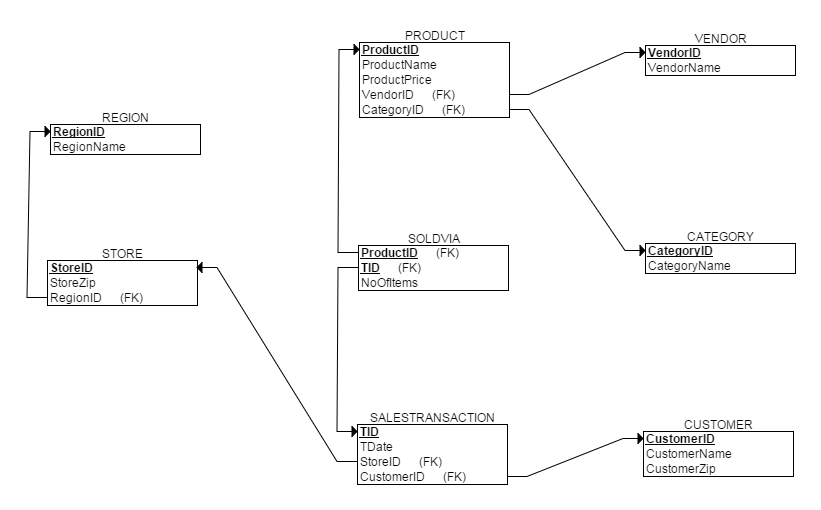 PRODUCT
ProductID
ProductName
ProductPrice
VendorID (FK)
CategoryID (FK)
VENDOR
VendorID
VendorName
REGION
RegionID
RegionName
STORE
StoreID
StoreZip
RegionID (FK)
SOLDVIA
ProductID (FK)
TID (FK)
NoOfItems
CATEGORY
CategoryID
CategoryName
SALESTRANSACTION
TID
TDate
StoreID (FK)
CustomerID (FK)
CUSTOMER
CustomerID
CustomerName
CustomerZip